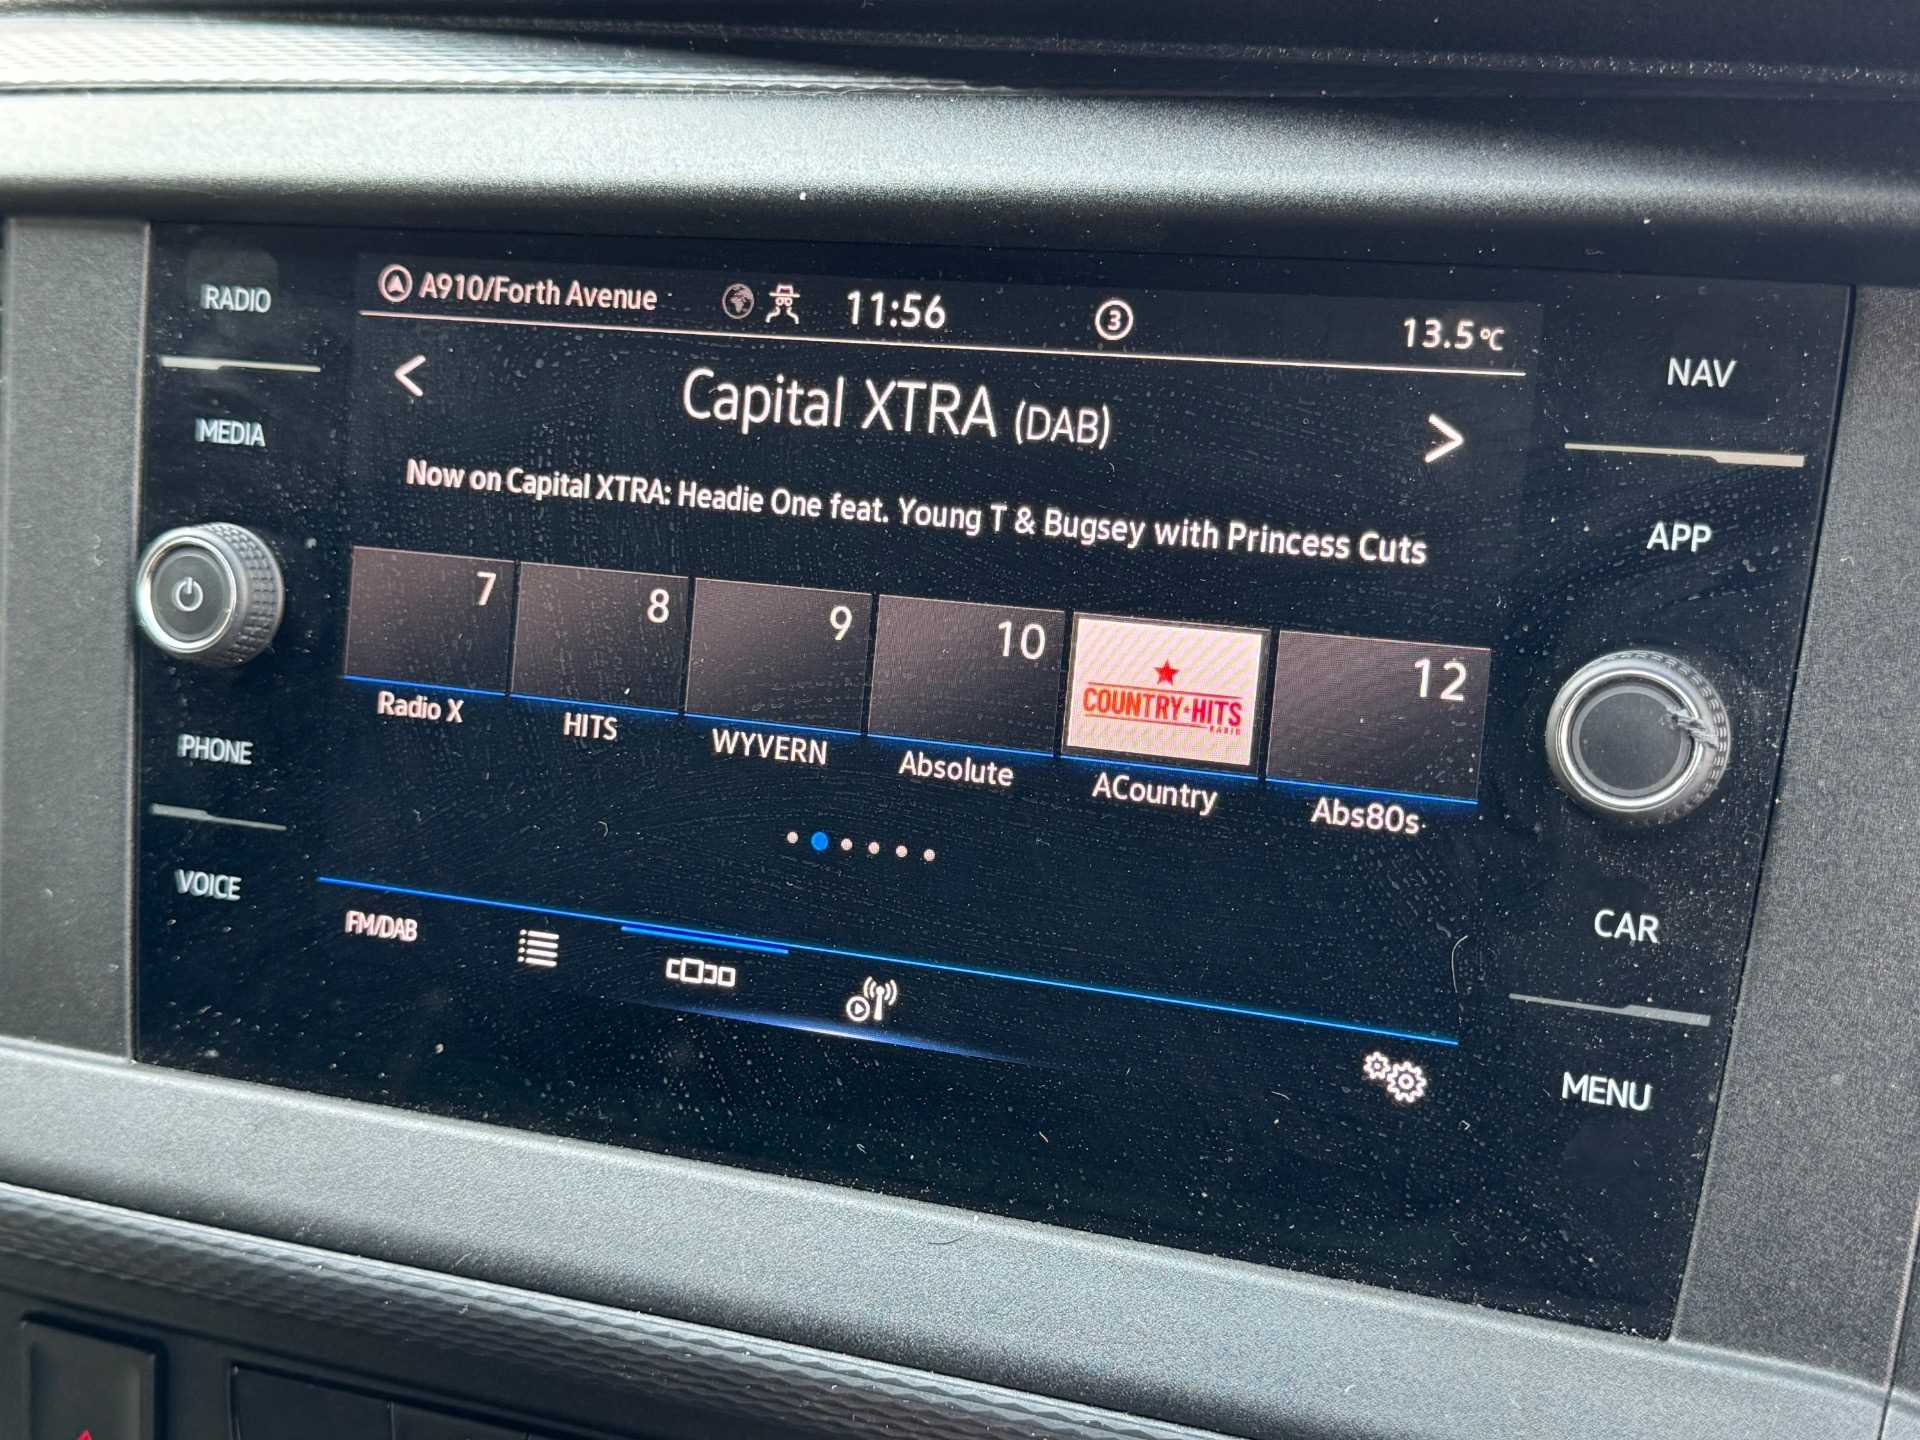 RADIO
MEDIA
PHONE
VOICE
A910/Forth Avenue
11:56
3
13.5°C
< Capital XTRA (DAB) >
Now on Capital XTRA: Headie One feat. Young T & Bugsey with Princess Cuts
7
8
9
10
COUNTRY★HITS
RADIO
12
Radio X
HITS
WYVERN
Absolute
ACountry
Abs80s
FM/DAB
NAV
APP
CAR
MENU